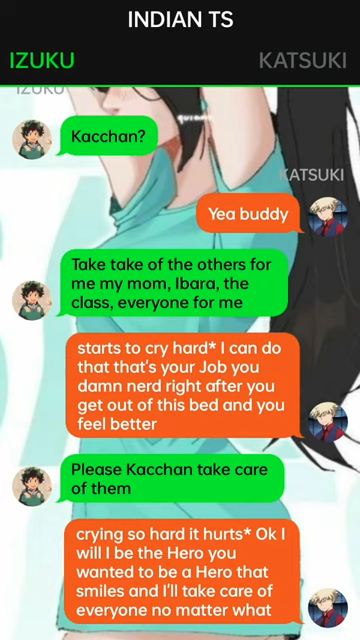 INDIAN TS
IZUKU KATSUKI
IZUKU
Kacchan?
KATSUKI
Yea buddy
Take take of the others for
me my mom, Ibara, the
class, everyone for me
starts to cry hard* I can do
that that's your Job you
damn nerd right after you
get out of this bed and you
feel better
Please Kacchan take care
of them
crying so hard it hurts* Ok I
will I be the Hero you
wanted to be a Hero that
smiles and I'll take care of
everyone no matter what